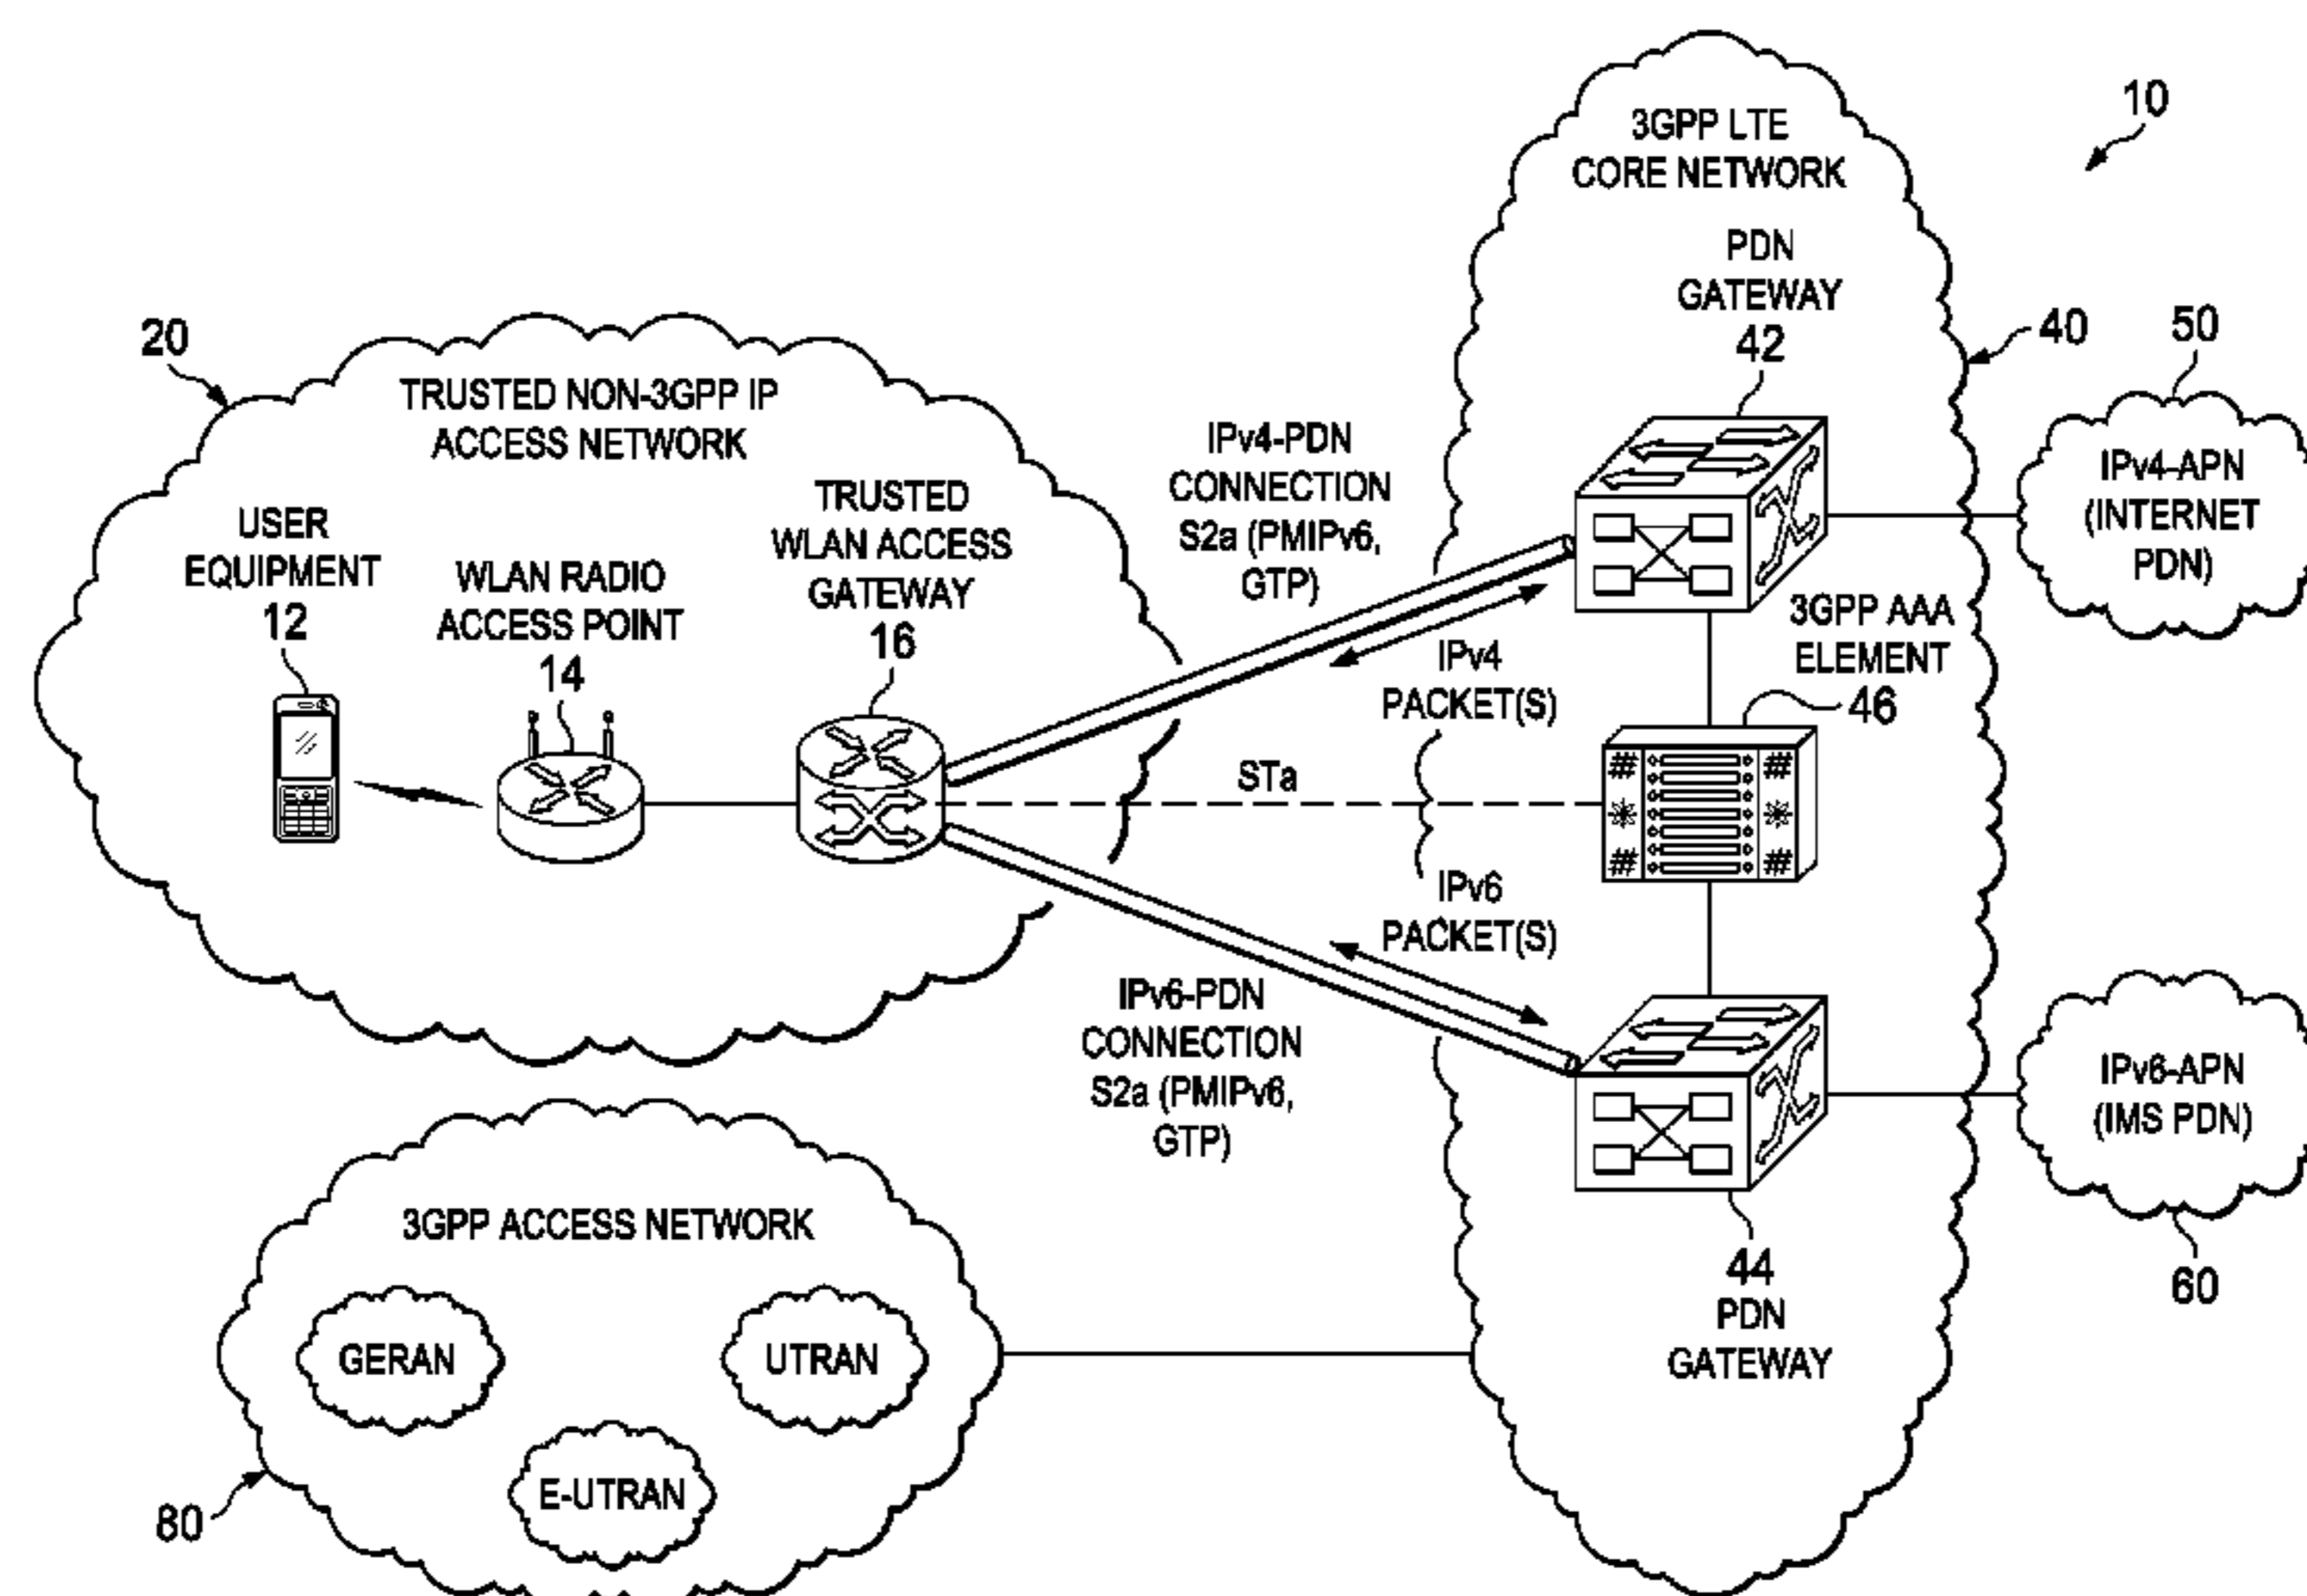 10
3GPP LTE
CORE NETWORK
PDN
GATEWAY
42
40
50
20
TRUSTED NON-3GPP IP
ACCESS NETWORK
USER
EQUIPMENT
12
WLAN RADIO
ACCESS POINT
14
TRUSTED
WLAN ACCESS
GATEWAY
16
IPv4-PDN
CONNECTION
S2a (PMIPv6,
GTP)
IPv4
PACKET(S)
IPv4-APN
(INTERNET
PDN)
3GPP AAA
ELEMENT
46
STa
IPv6
PACKET(S)
IPv6-PDN
CONNECTION
S2a (PMIPv6,
GTP)
IPv6-APN
(IMS PDN)
60
44
PDN
GATEWAY
3GPP ACCESS NETWORK
GERAN
UTRAN
E-UTRAN
80